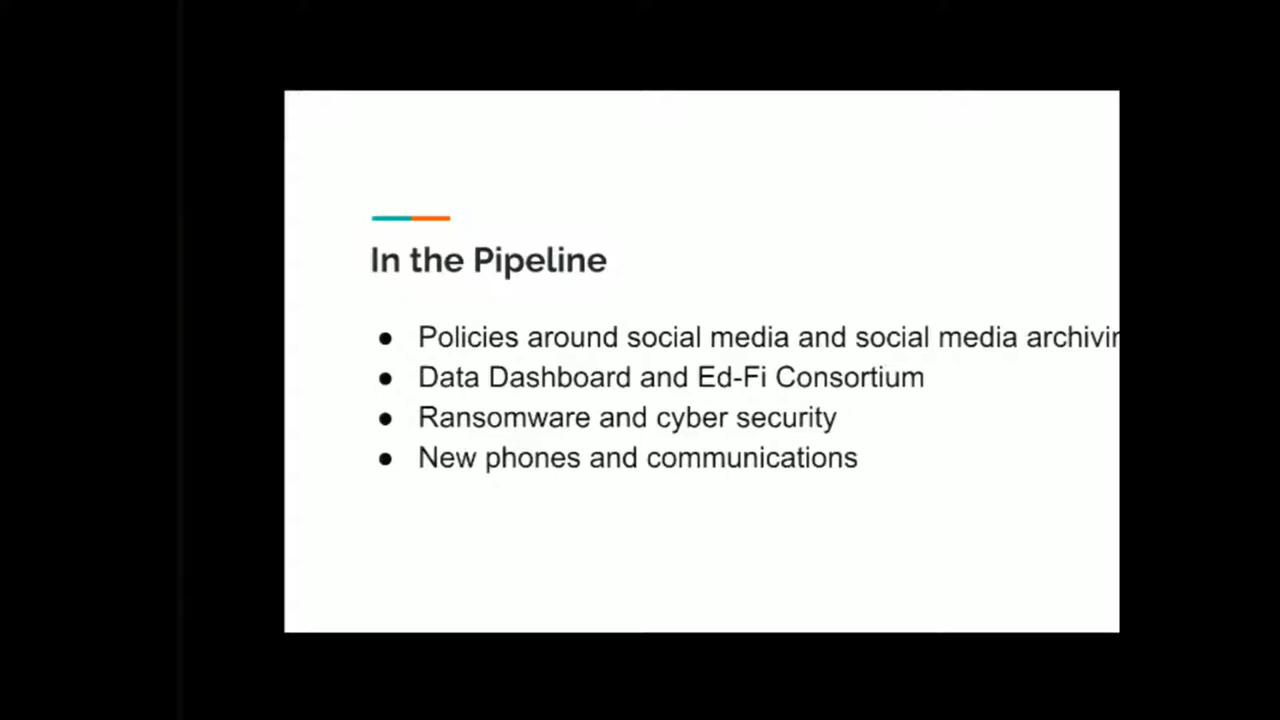 In the Pipeline
● Policies around social media and social media archivin
● Data Dashboard and Ed-Fi Consortium
● Ransomware and cyber security
● New phones and communications